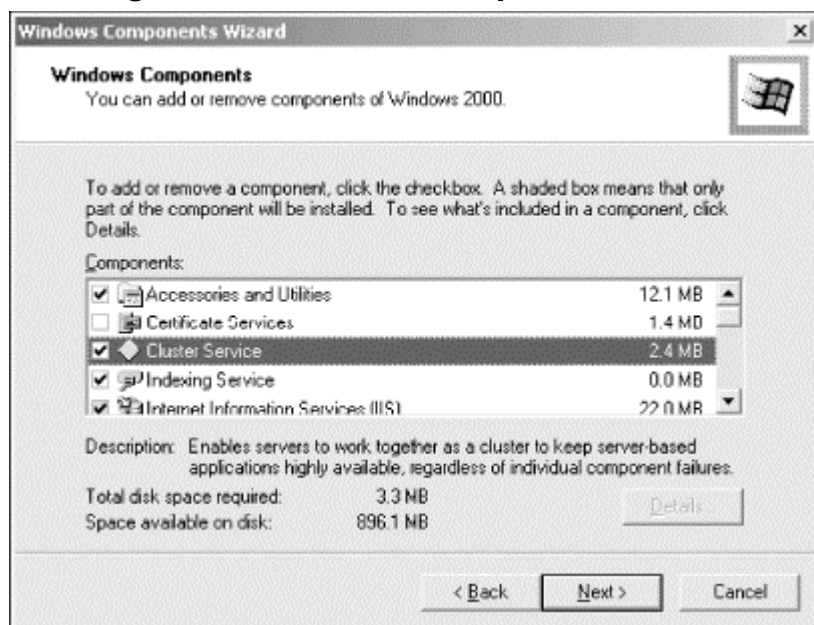 Windows Components Wizard
Windows Components
You can add or remove components of Windows 2000.
To add or remove a component, click the checkbox. A shaded box means that only
part of the component will be installed. To see what's included in a component, click
Details.
Components:
Accessories and Utilities 12.1 MB
Certificate Services 1.4 MB
Cluster Service 2.4 MB
Indexing Service 0.0 MB
Internet Information Services (IIS) 22.0 MB
Description: Enables servers to work together as a cluster to keep server-based
applications highly available, regardless of individual component failures.
Total disk space required: 3.3 MB
Space available on disk: 896.1 MB
Details...
< Back
Next >
Cancel